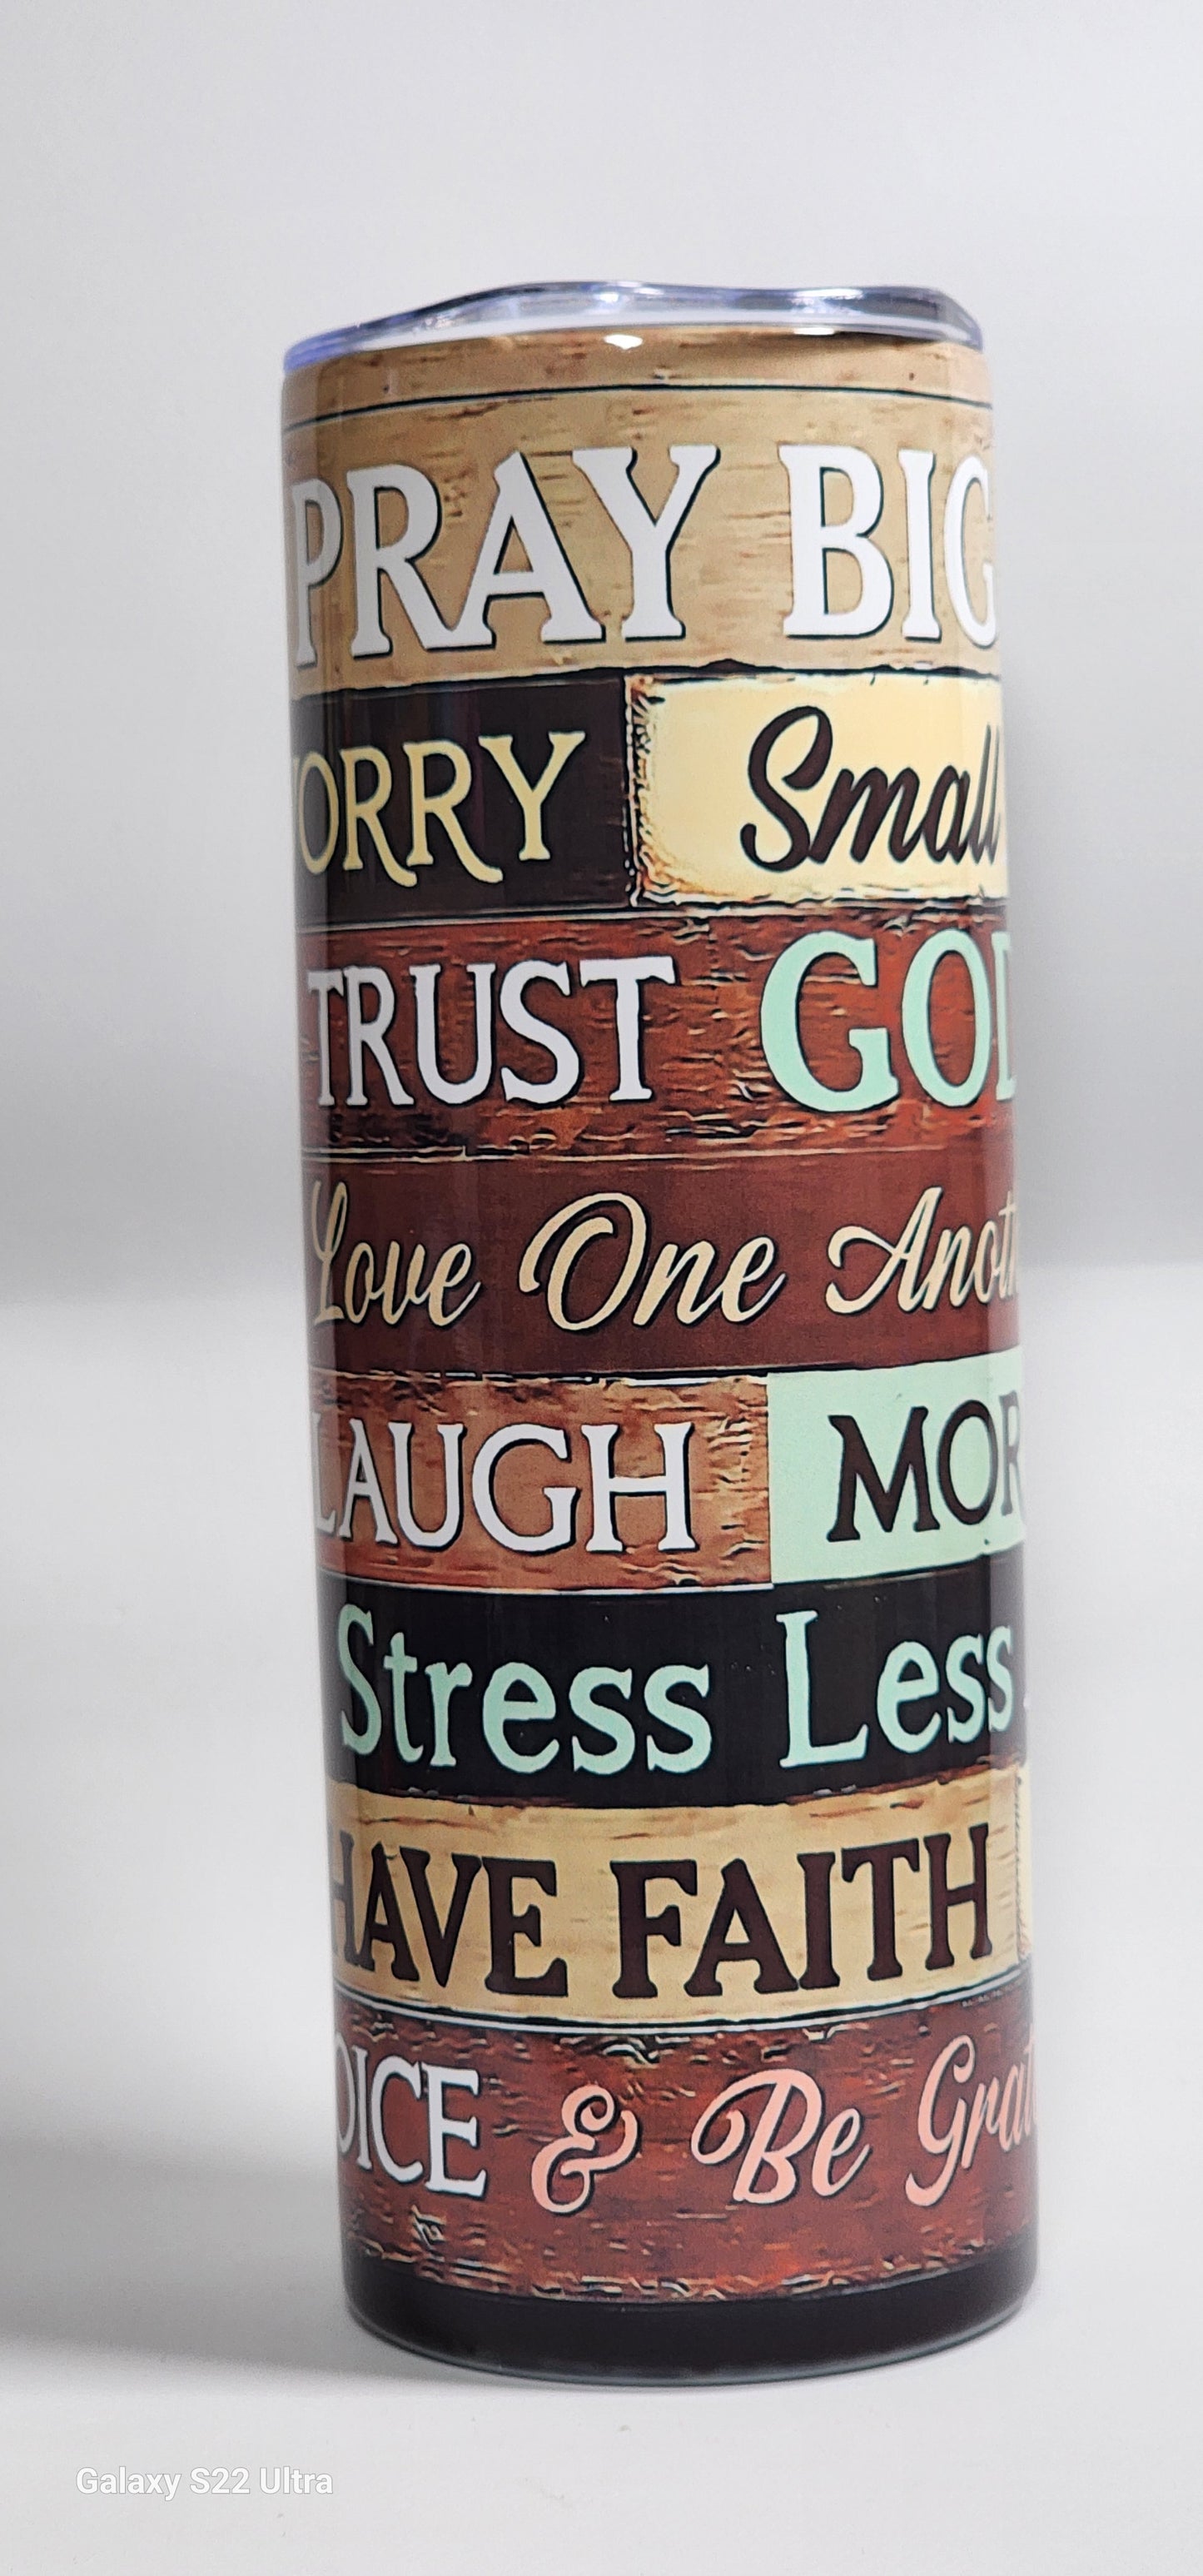 PRAY BIG
ORRY Small
TRUST GOD
Love One Anoth
LAUGH MOR
Stress Less
HAVE FAITH
OICE & Be Grat
Galaxy S22 Ultra